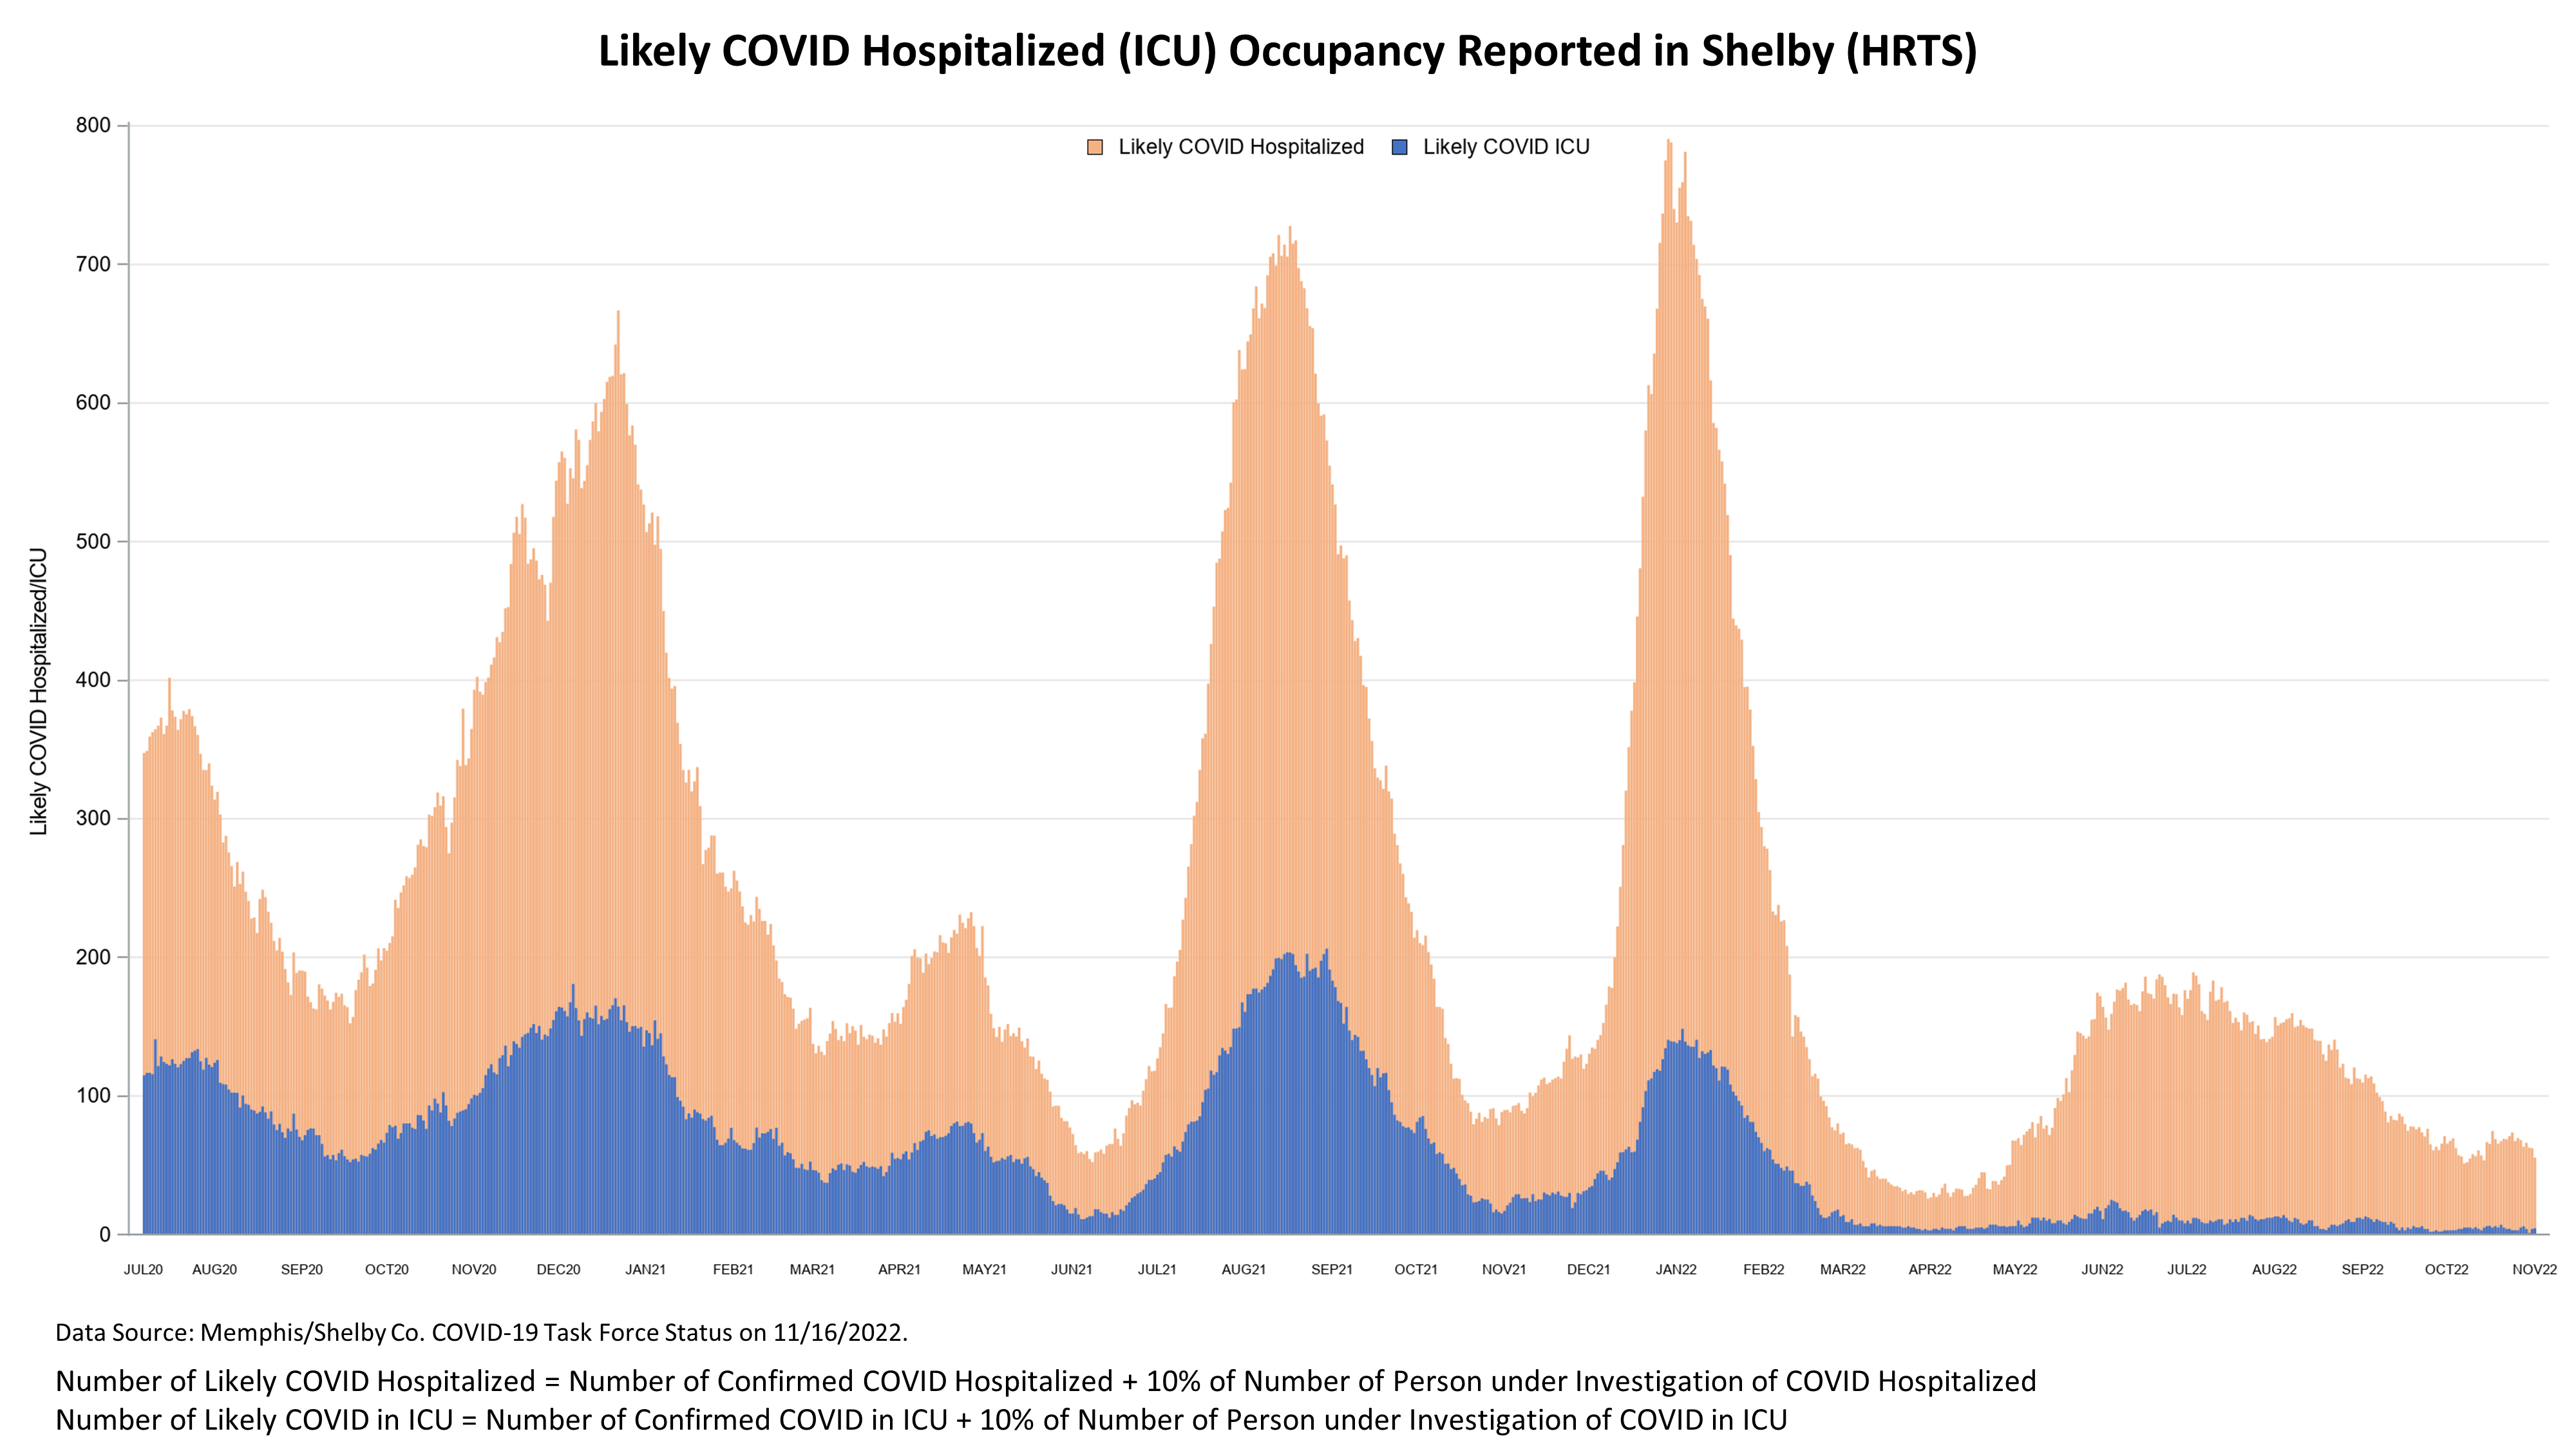 Likely COVID Hospitalized (ICU) Occupancy Reported in Shelby (HRTS)
Likely COVID Hospitalized Likely COVID ICU
Likely COVID Hospitalized/ICU
800
700
600
500
400
300
200
100
0
JUL20 AUG20 SEP20 OCT20 NOV20 DEC20 JAN21 FEB21 MAR21 APR21 MAY21 JUN21 JUL21 AUG21 SEP21 OCT21 NOV21 DEC21 JAN22 FEB22 MAR22 APR22 MAY22 JUN22 JUL22 AUG22 SEP22 OCT22 NOV22
Data Source: Memphis/Shelby Co. COVID-19 Task Force Status on 11/16/2022.
Number of Likely COVID Hospitalized = Number of Confirmed COVID Hospitalized + 10% of Number of Person under Investigation of COVID Hospitalized
Number of Likely COVID in ICU = Number of Confirmed COVID in ICU + 10% of Number of Person under Investigation of COVID in ICU